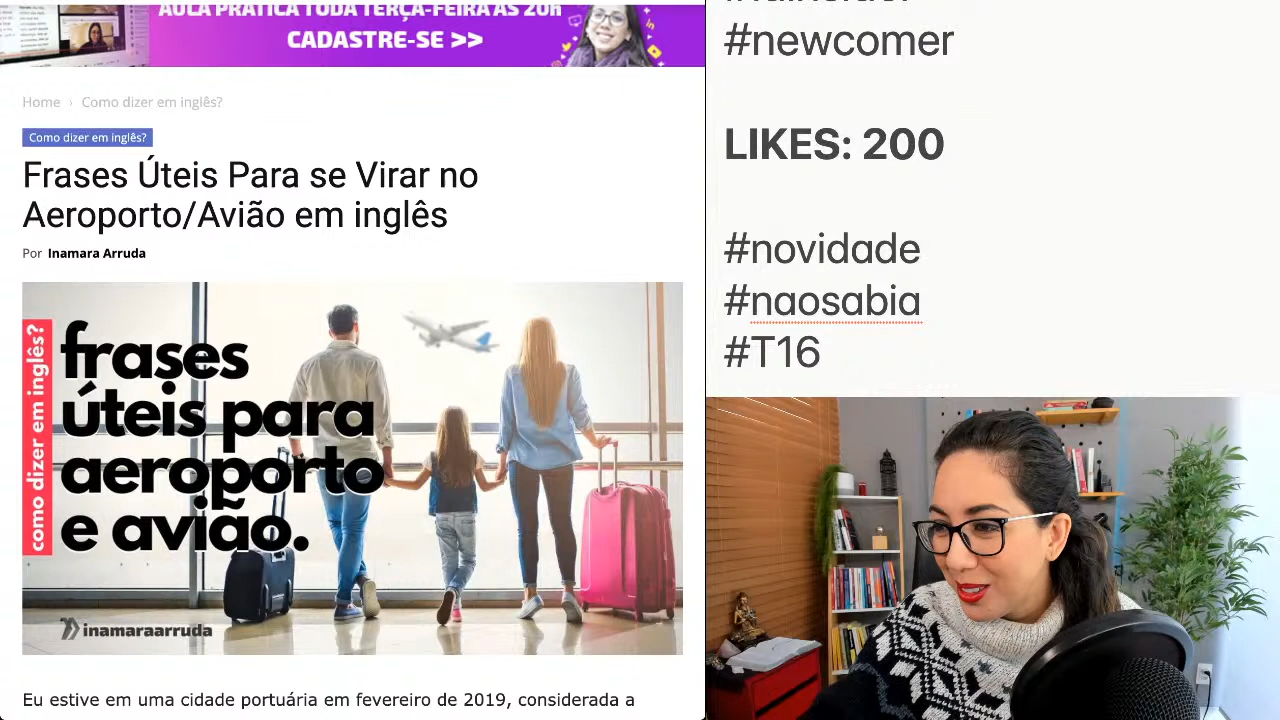 AULA PRÁTICA TODA TERÇA-FEIRA ÀS 20h
CADASTRE-SE >>
Home › Como dizer em inglês?
Como dizer em inglês?
Frases Úteis Para se Virar no
Aeroporto/Avião em inglês
Por Inamara Arruda
como dizer em inglês?
frases
úteis para
aeroporto
e avião.
inamaraarruda
Eu estive em uma cidade portuária em fevereiro de 2019, considerada a
#newcomer
LIKES: 200
#novidade
#naosabia
#T16